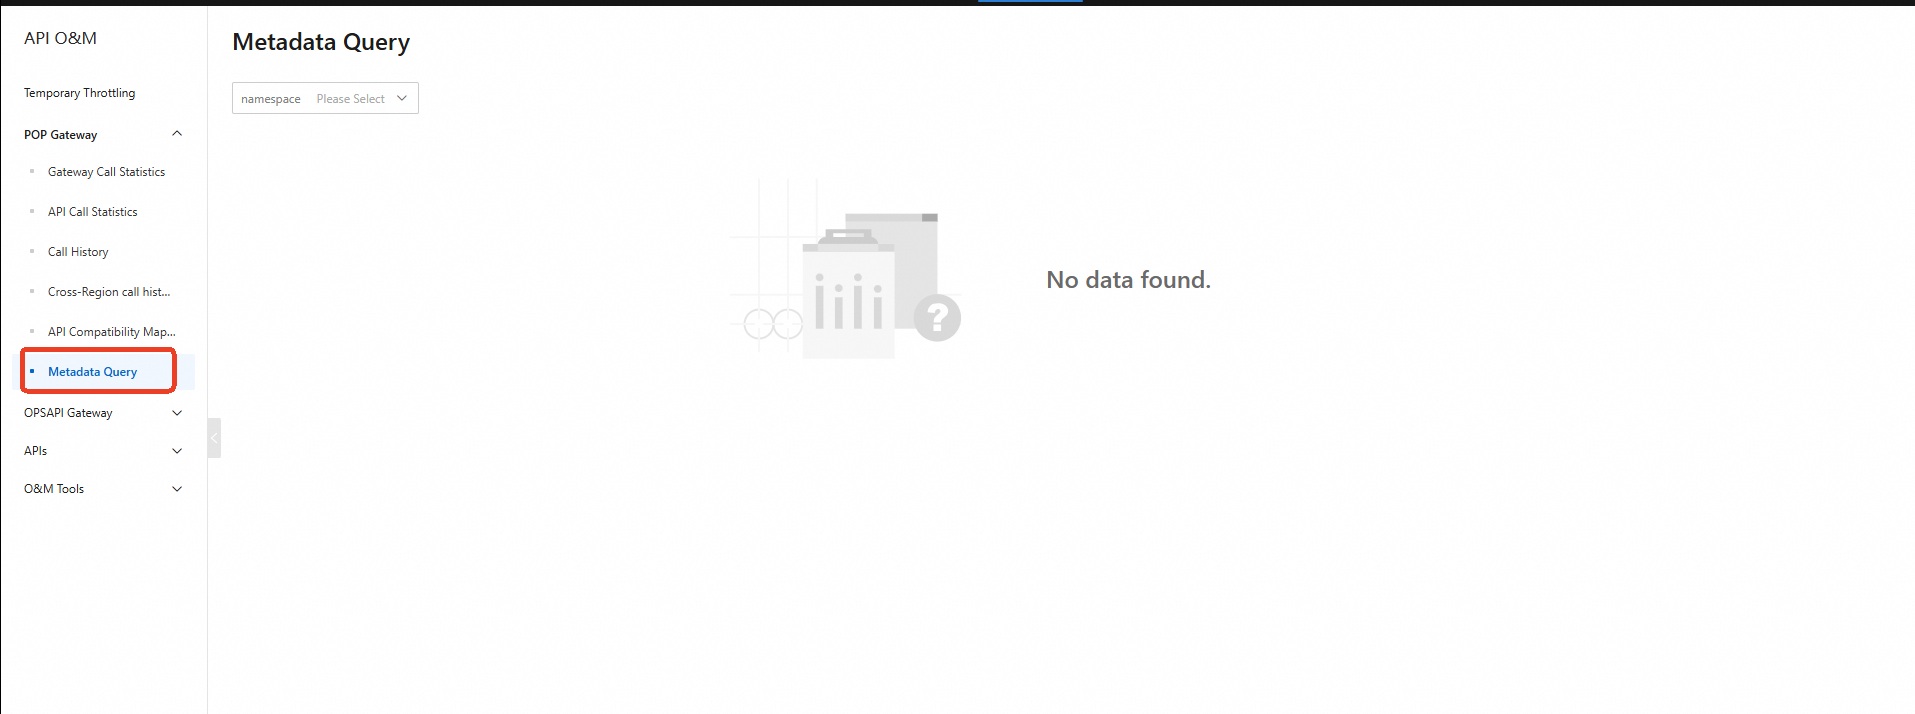 API O&M
Temporary Throttling
POP Gateway
Gateway Call Statistics
API Call Statistics
Call History
Cross-Region call hist...
API Compatibility Map...
Metadata Query
OPSAPI Gateway
APIs
O&M Tools
Metadata Query
namespace Please Select
?
No data found.